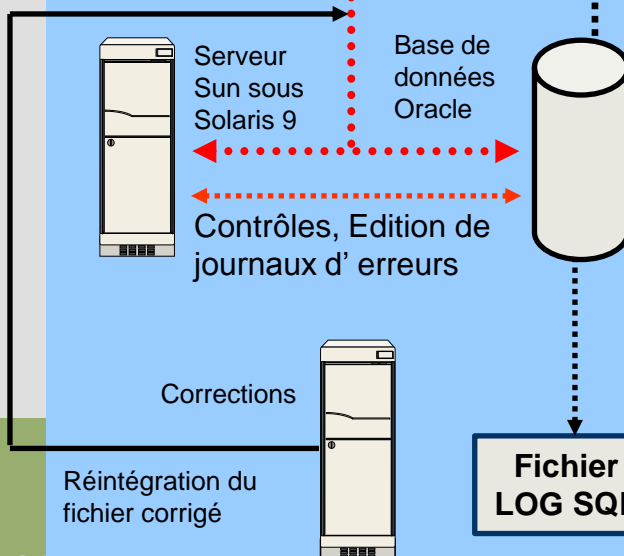 Serveur
Sun sous
Solaris 9
Base de
données
Oracle
Contrôles, Edition de
journaux d’ erreurs
Corrections
Réintégration du
fichier corrigé
Fichier
LOG